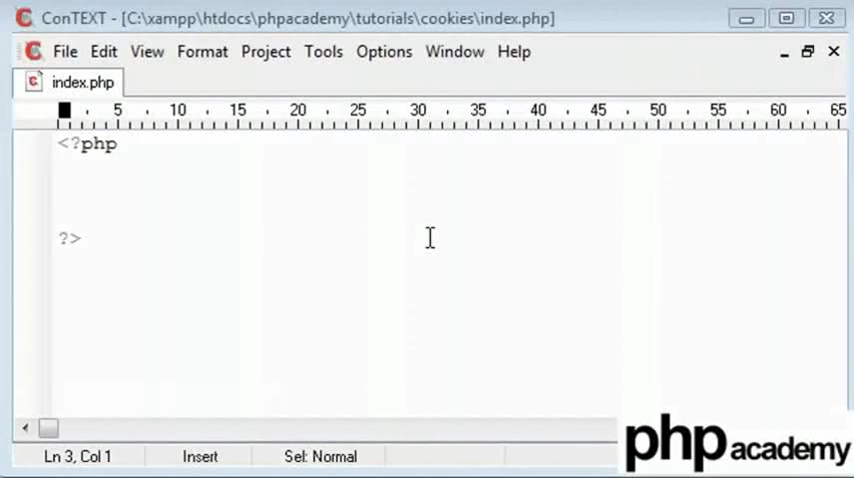 ConTEXT - [C:\xampp\htdocs\phpacademy\tutorials\cookies\index.php]
File Edit View Format Project Tools Options Window Help
index.php
5 10 15 20 25 30 35 40 45 50 55 60 65
<?php
?>
Ln 3, Col 1 Insert Sel: Normal
php academy